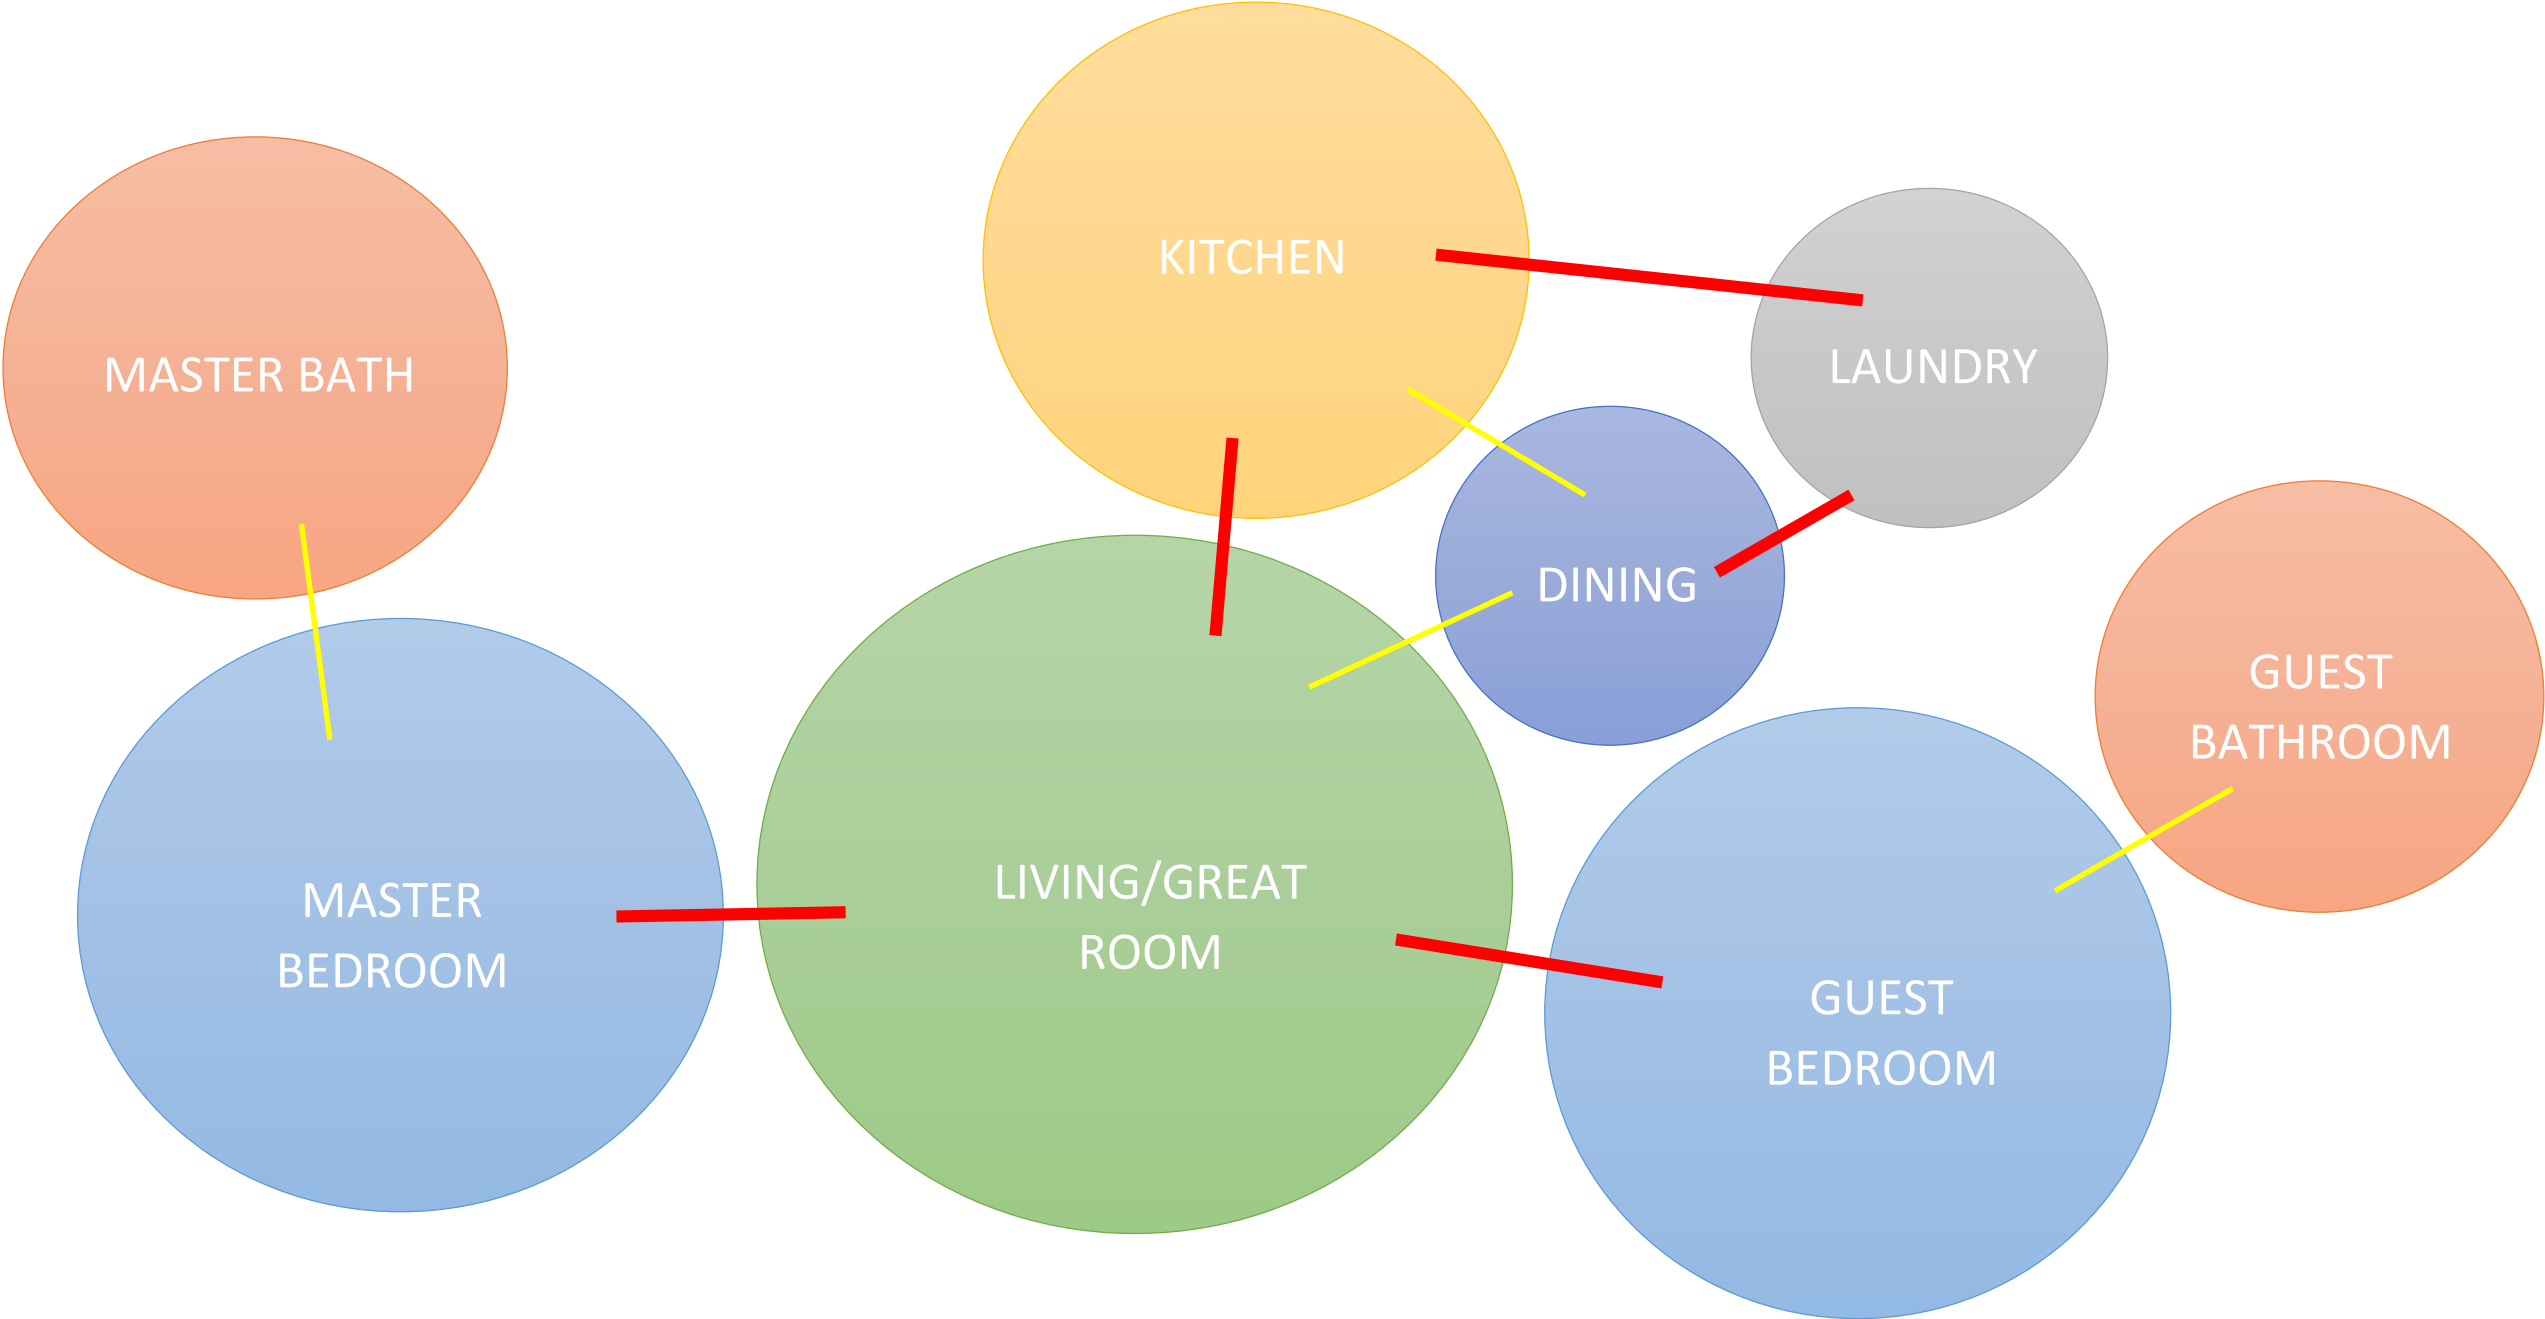 KITCHEN
MASTER BATH
LAUNDRY
DINING
GUEST
BATHROOM
MASTER
BEDROOM
LIVING/GREAT
ROOM
GUEST
BEDROOM